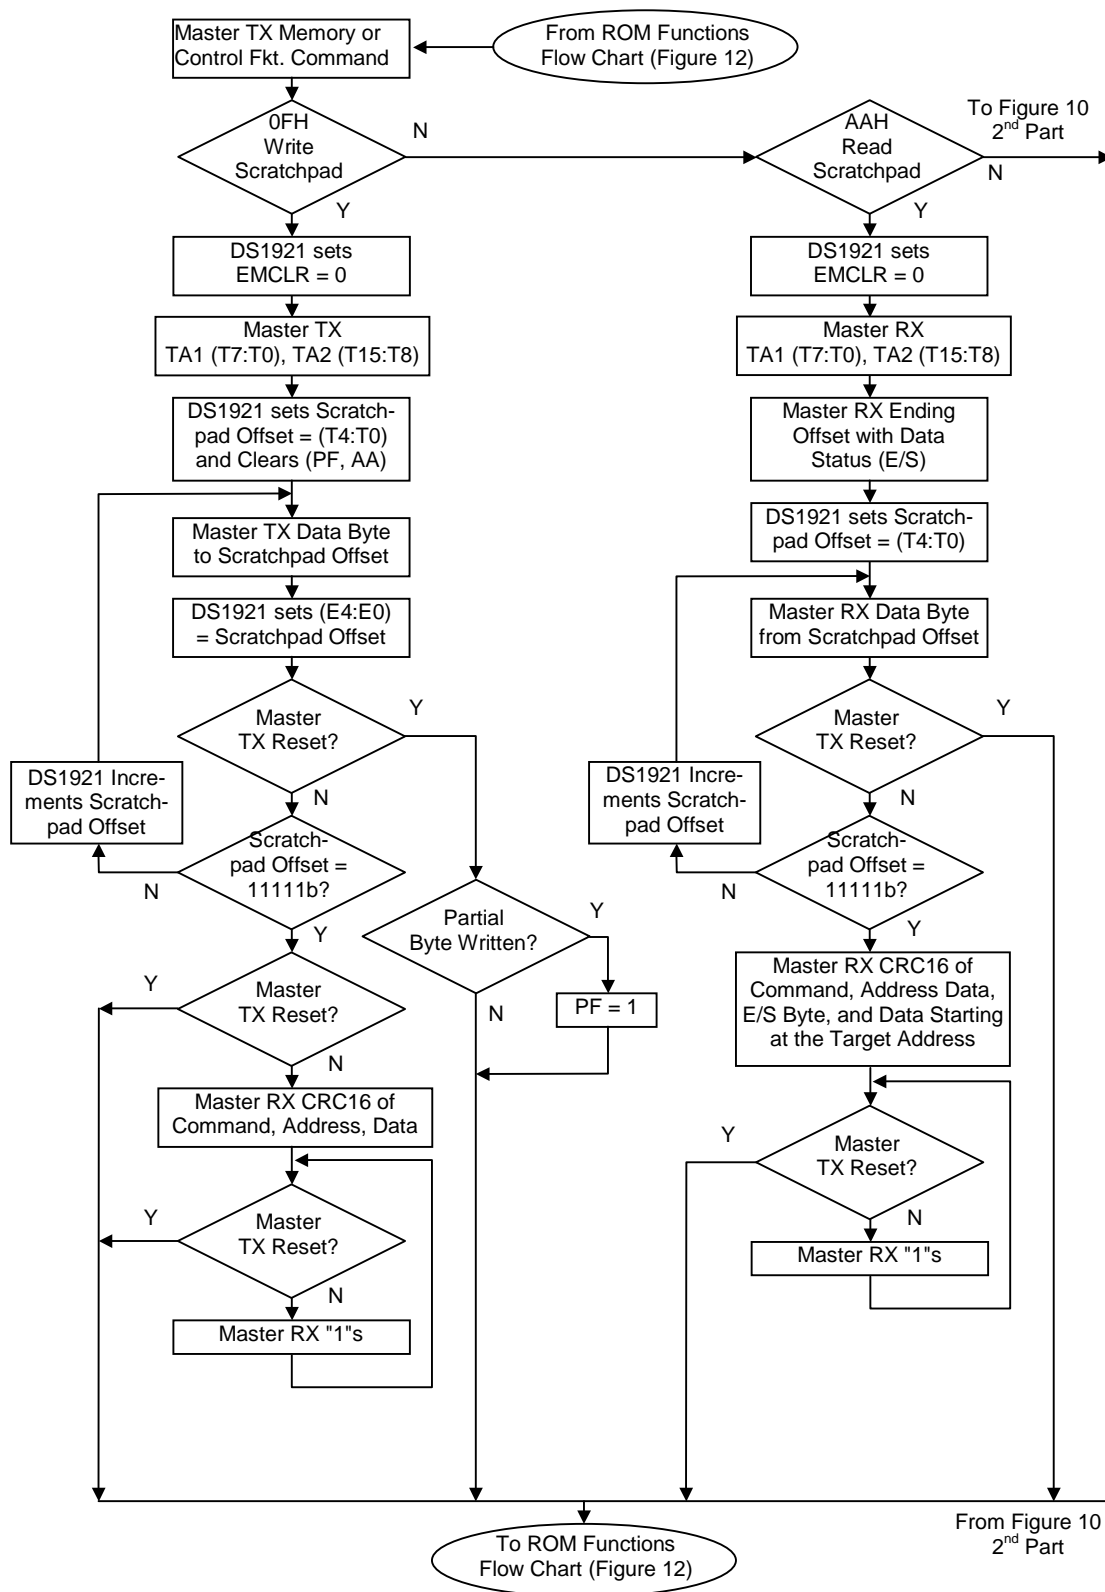 Master TX Memory or
Control Fkt. Command
From ROM Functions
Flow Chart (Figure 12)
0FH
Write
Scratchpad
N
Y
AAH
Read
Scratchpad
N
Y
To Figure 10
2nd Part
DS1921 sets
EMCLR = 0
Master TX
TA1 (T7:T0), TA2 (T15:T8)
DS1921 sets Scratch-
pad Offset = (T4:T0)
and Clears (PF, AA)
Master TX Data Byte
to Scratchpad Offset
DS1921 sets (E4:E0)
= Scratchpad Offset
Master
TX Reset?
Y
N
DS1921 Incre-
ments Scratch-
pad Offset
Scratch-
pad Offset =
11111b?
N
Y
Partial
Byte Written?
Y
N
PF = 1
Master
TX Reset?
Y
N
Master RX CRC16 of
Command, Address, Data
Master
TX Reset?
Y
N
Master RX "1"s
DS1921 sets
EMCLR = 0
Master RX
TA1 (T7:T0), TA2 (T15:T8)
Master RX Ending
Offset with Data
Status (E/S)
DS1921 sets Scratch-
pad Offset = (T4:T0)
Master RX Data Byte
from Scratchpad Offset
Master
TX Reset?
Y
N
DS1921 Incre-
ments Scratch-
pad Offset
Scratch-
pad Offset =
11111b?
N
Y
Master RX CRC16 of
Command, Address Data,
E/S Byte, and Data Starting
at the Target Address
Master
TX Reset?
Y
N
Master RX "1"s
From Figure 10
2nd Part
To ROM Functions
Flow Chart (Figure 12)